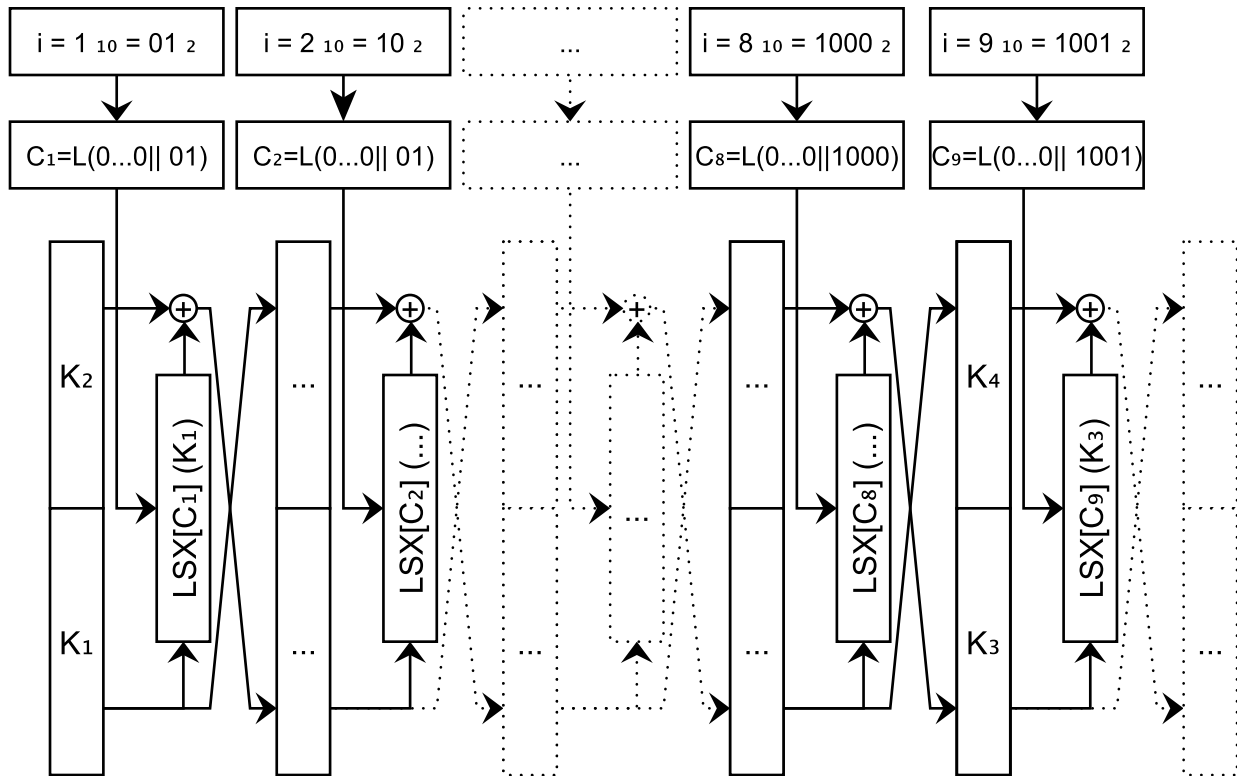 i = 1 ₁₀ = 01 ₂
i = 2 ₁₀ = 10 ₂
...
i = 8 ₁₀ = 1000 ₂
i = 9 ₁₀ = 1001 ₂
C₁=L(0...0|| 01)
C₂=L(0...0|| 01)
...
C₈=L(0...0||1000)
C₉=L(0...0|| 1001)
K₂
LSX[C₁] (K₁)
K₁
...
LSX[C₂] (...)
...
...
...
...
...
LSX[C₈] (...)
...
K₄
LSX[C₉] (K₃)
K₃
...
...